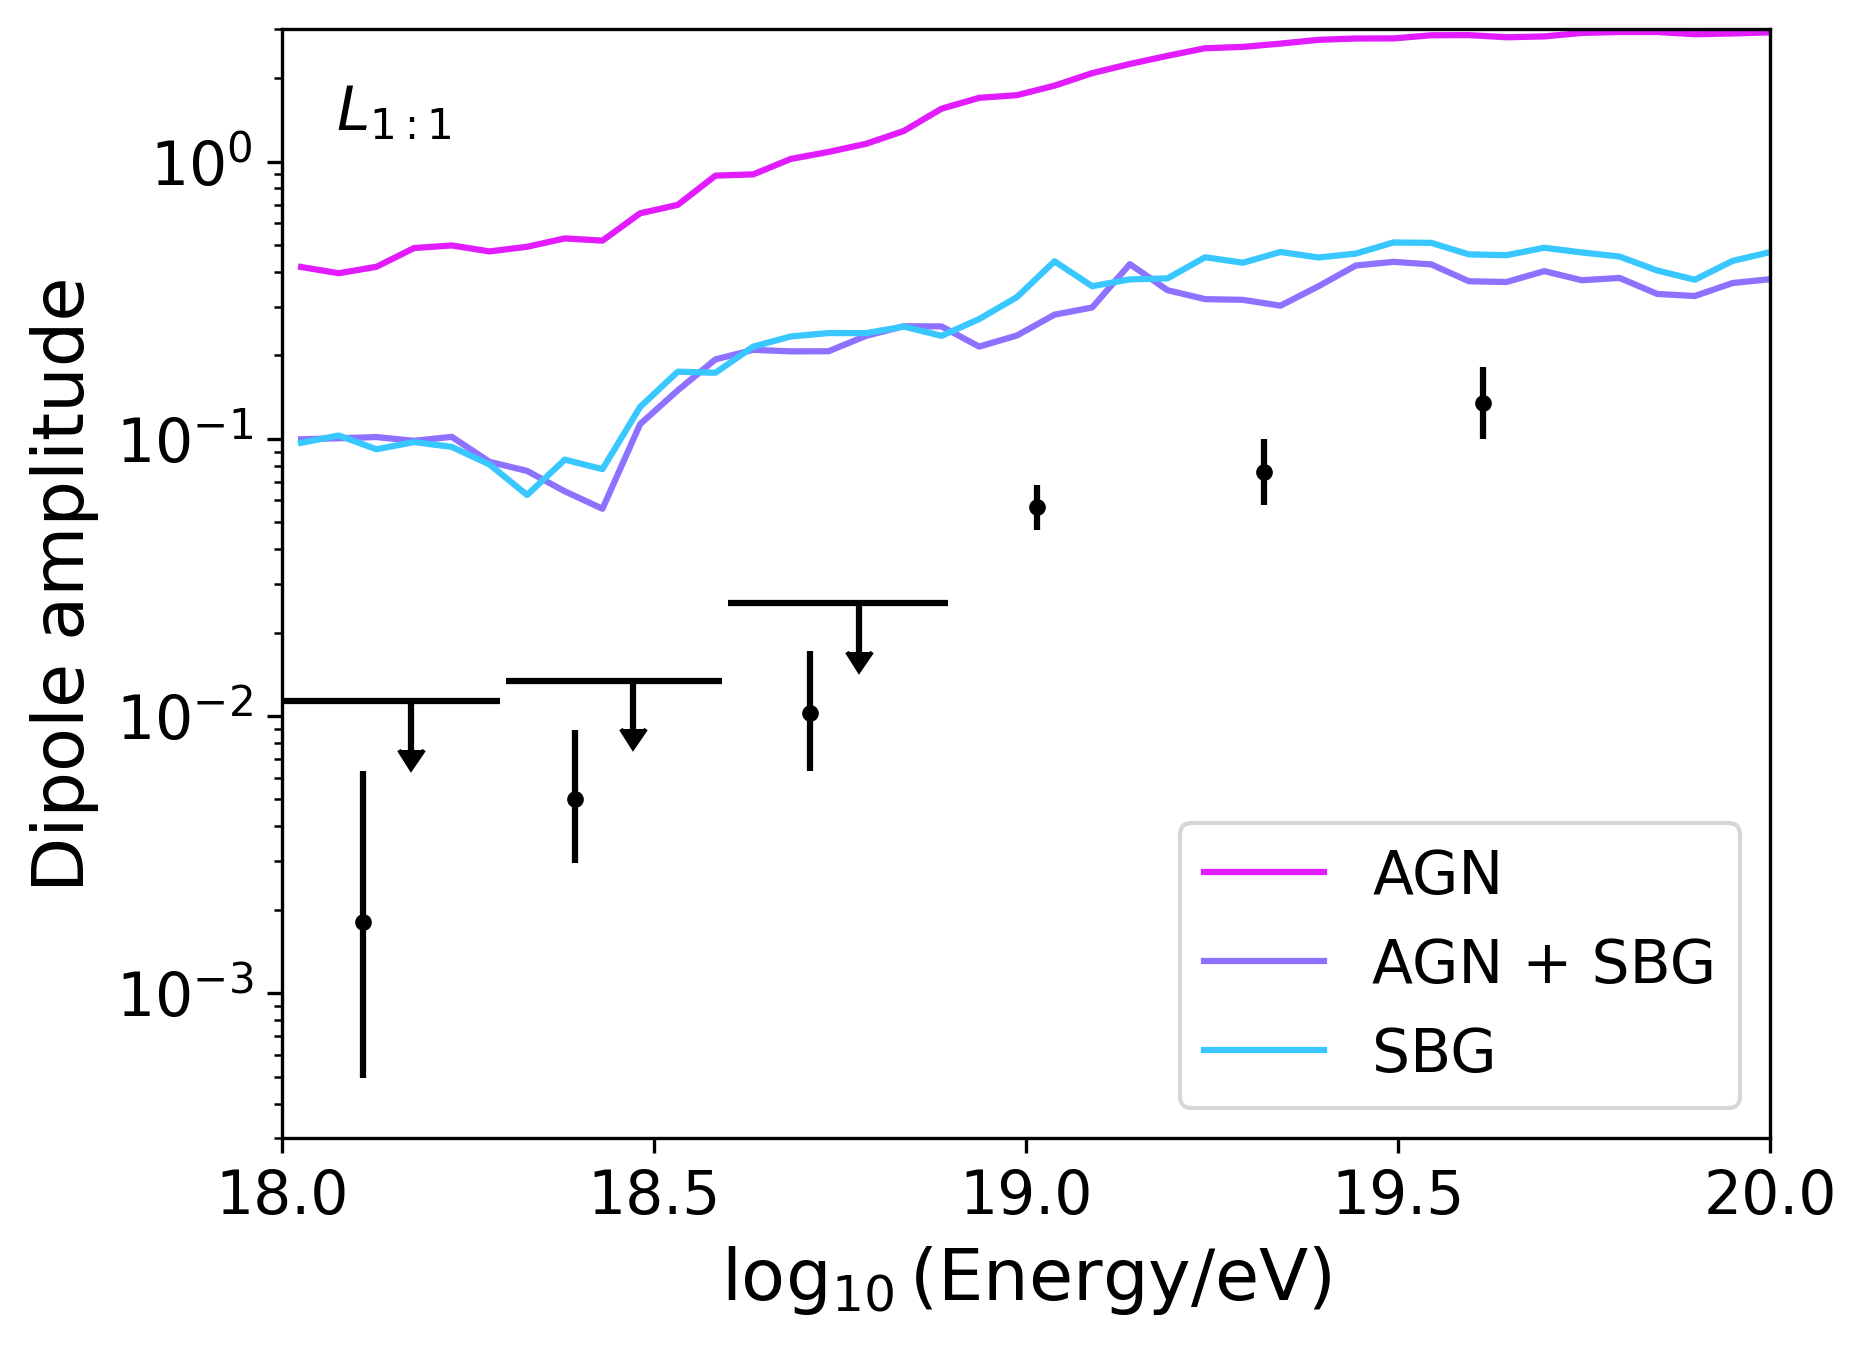 L₁:₁
10⁰
10⁻¹
10⁻²
10⁻³
Dipole amplitude
AGN
AGN + SBG
SBG
18.0 18.5 19.0 19.5 20.0
log₁₀(Energy/eV)